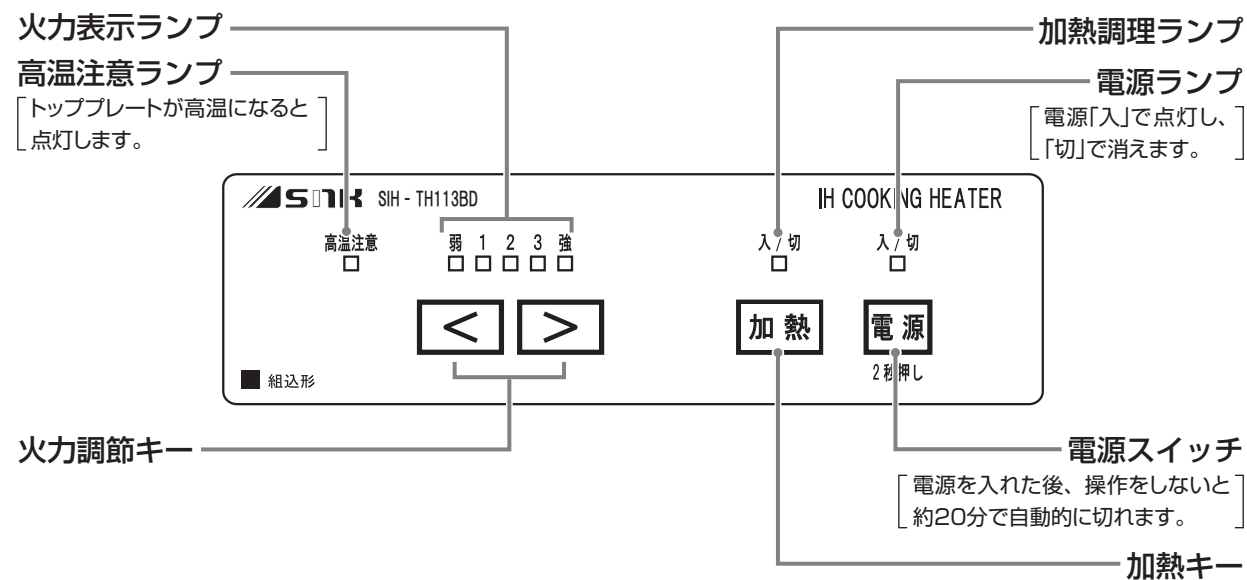 火力表示ランプ
加熱調理ランプ
高温注意ランプ
トッププレートが高温になると
点灯します。
電源ランプ
電源「入」で点灯し、
「切」で消えます。
SIH - TH113BD
IH COOKING HEATER
高温注意
弱 1 2 3 強
入 / 切
入 / 切
< >
加熱
電源
2秒押し
組込形
火力調節キー
電源スイッチ
電源を入れた後、操作をしないと
約20分で自動的に切れます。
加熱キー